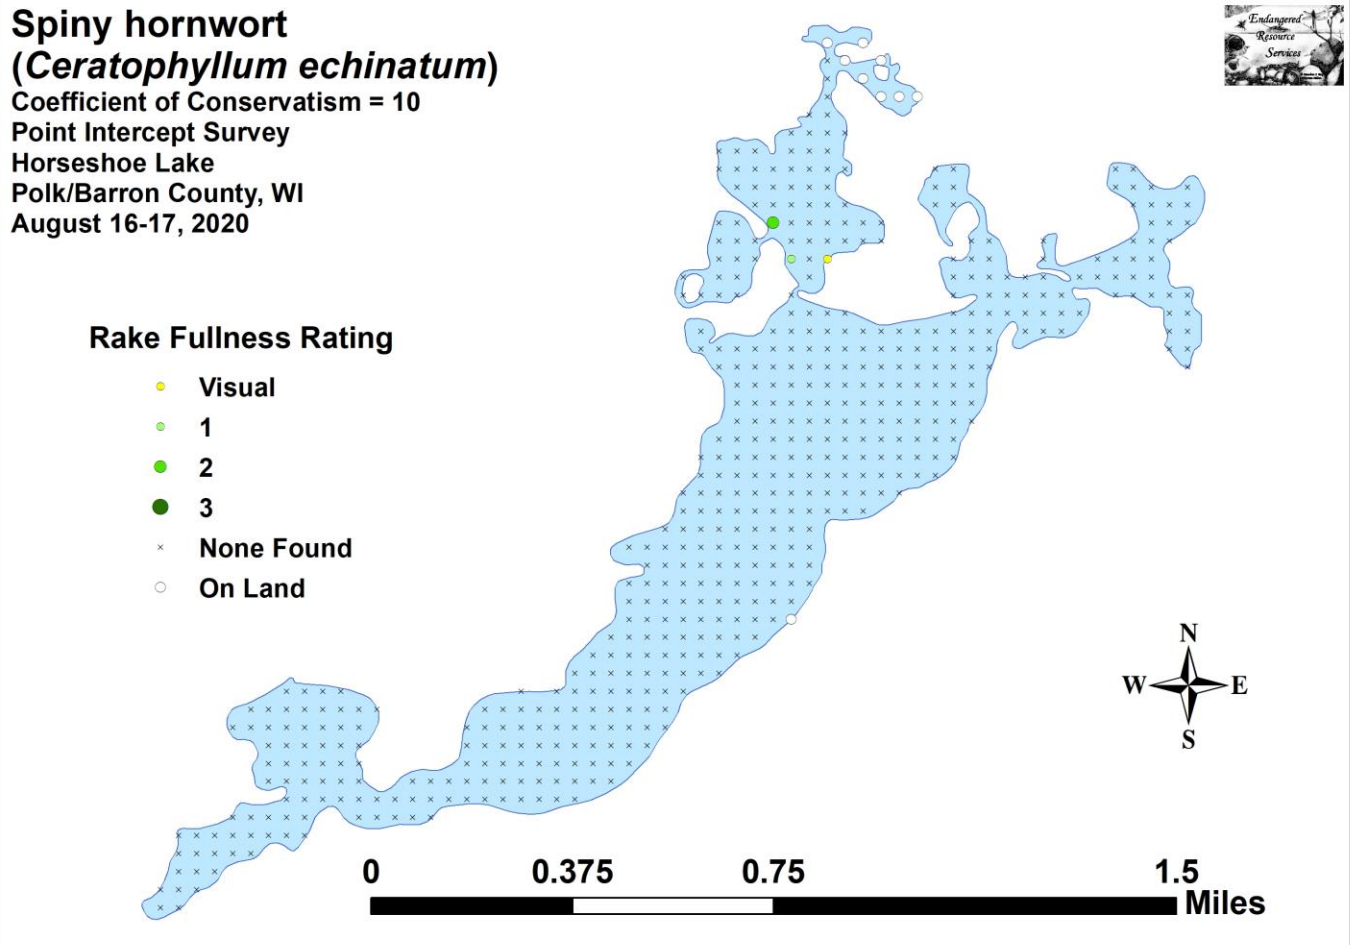 Spiny hornwort
(Ceratophyllum echinatum)
Coefficient of Conservatism = 10
Point Intercept Survey
Horseshoe Lake
Polk/Barron County, WI
August 16-17, 2020
Endangered
Resource
Services
Rake Fullness Rating
Visual
1
2
3
None Found
On Land
N
W E
S
0 0.375 0.75 1.5
Miles